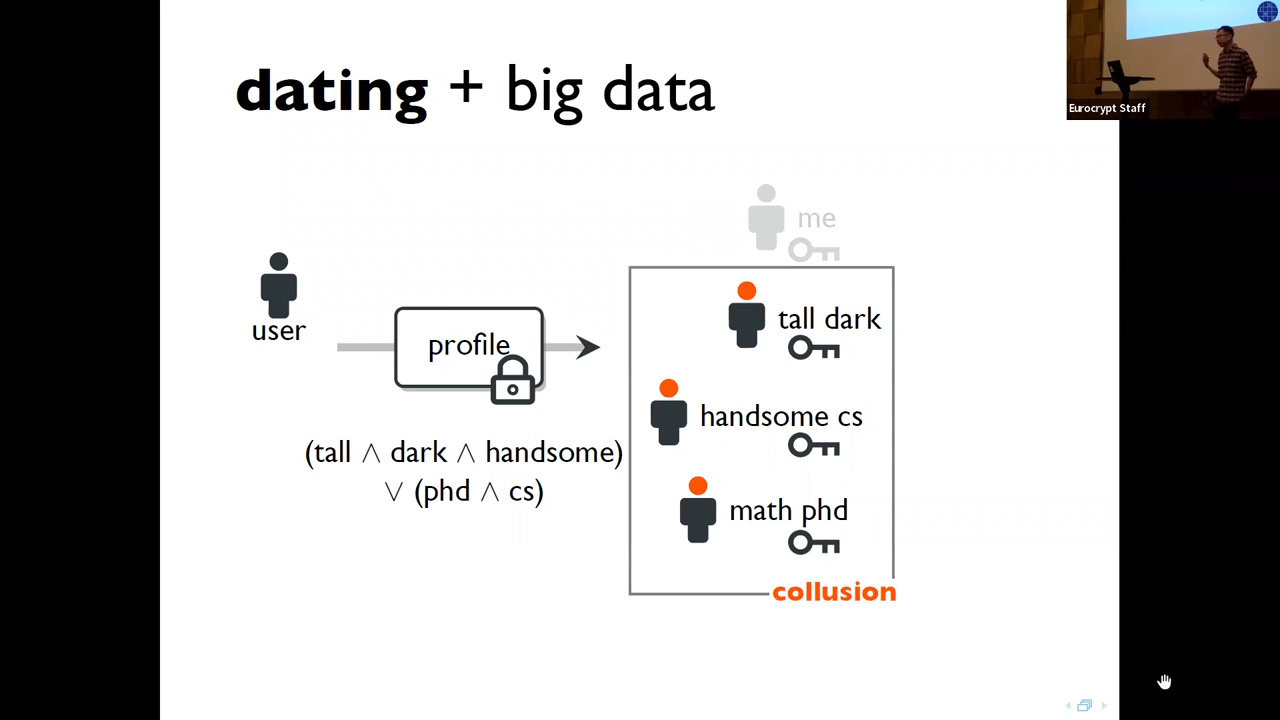 dating + big data
Eurocrypt Staff
me
user
profile
tall dark
handsome cs
(tall ∧ dark ∧ handsome)
∨ (phd ∧ cs)
math phd
collusion